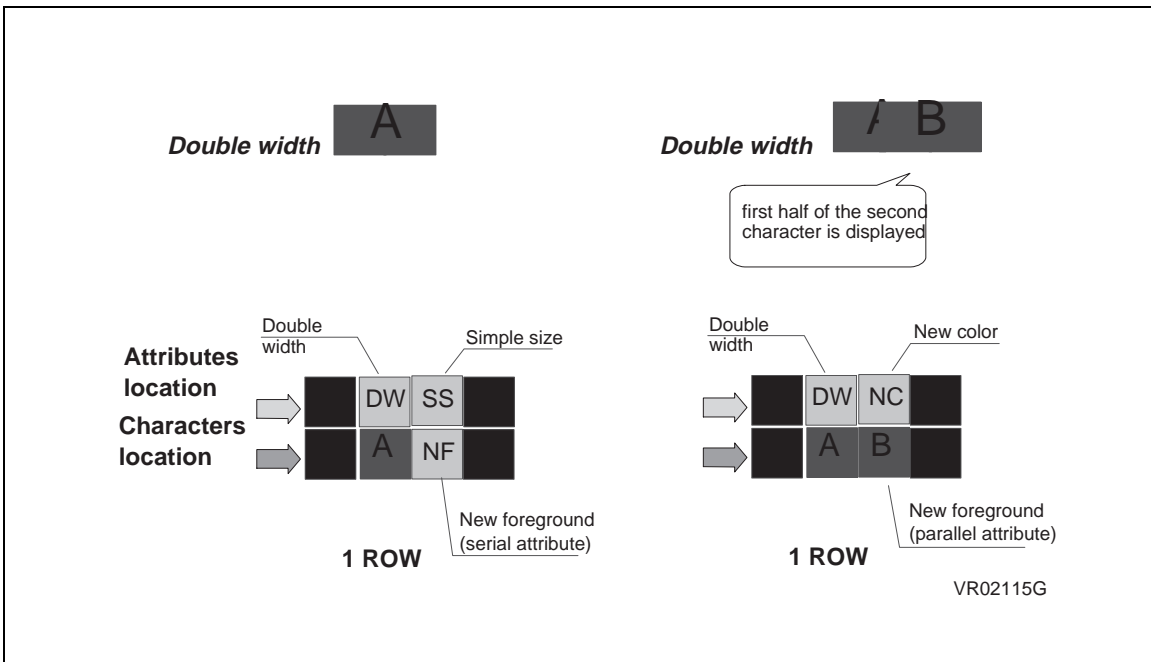 A
Double width
A B
Double width
first half of the second
character is displayed
Double
width
Simple size
Attributes
location
DW SS
Characters
location
A NF
New foreground
(serial attribute)
1 ROW
Double
width
New color
DW NC
A B
New foreground
(parallel attribute)
1 ROW
VR02115G